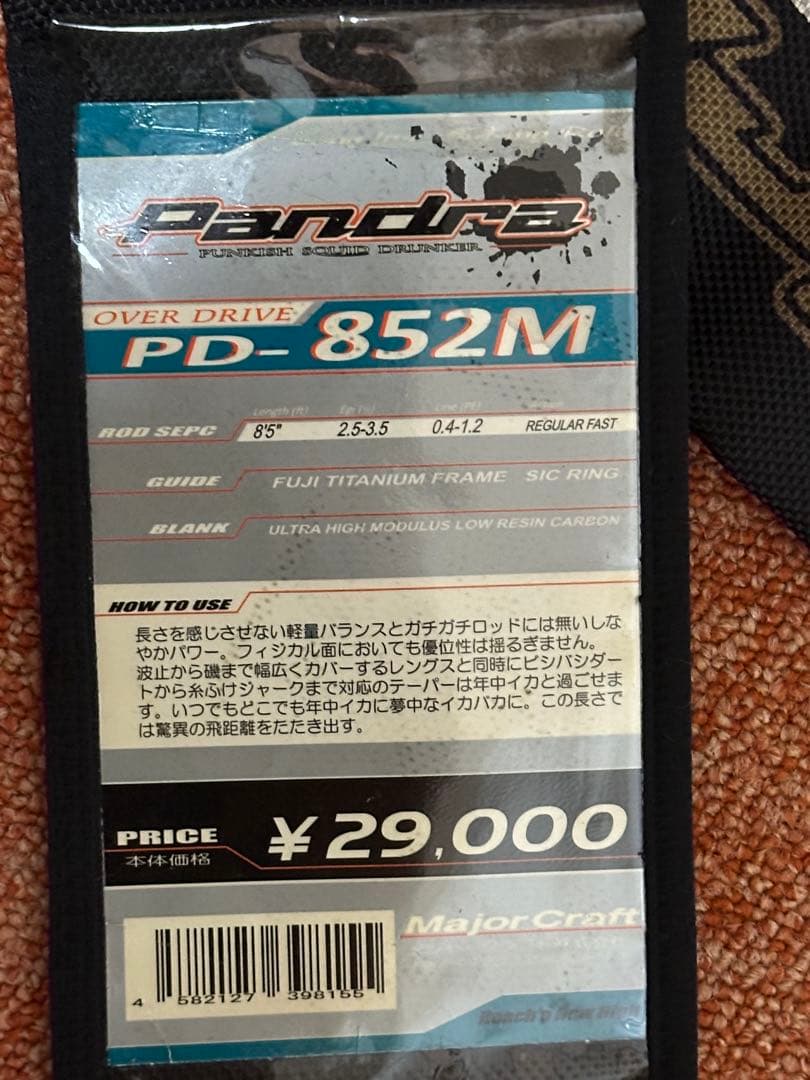 Pandra
PUNKISH SQUID DRUNKER
OVER DRIVE
PD-852M
Length (ft)
ROD SEPC 8'5" 2.5-3.5 0.4-1.2 REGULAR FAST
GUIDE FUJI TITANIUM FRAME SIC RING
BLANK ULTRA HIGH MODULUS LOW RESIN CARBON
HOW TO USE
長さを感じさせない軽量バランスとガチガチロッドには無いしな
やかパワー。フィジカル面においても優位性は揺るぎません。
波止から磯まで幅広くカバーするレングスと同時にビシバシダー
トから糸ふけジャークまで対応のテーパーは年中イカと過ごせま
す。いつでもどこでも年中イカに夢中なイカバカに。この長さで
は驚異の飛距離をたたき出す。
PRICE ¥29,000
本体価格
Major Craft
4 582127 398155